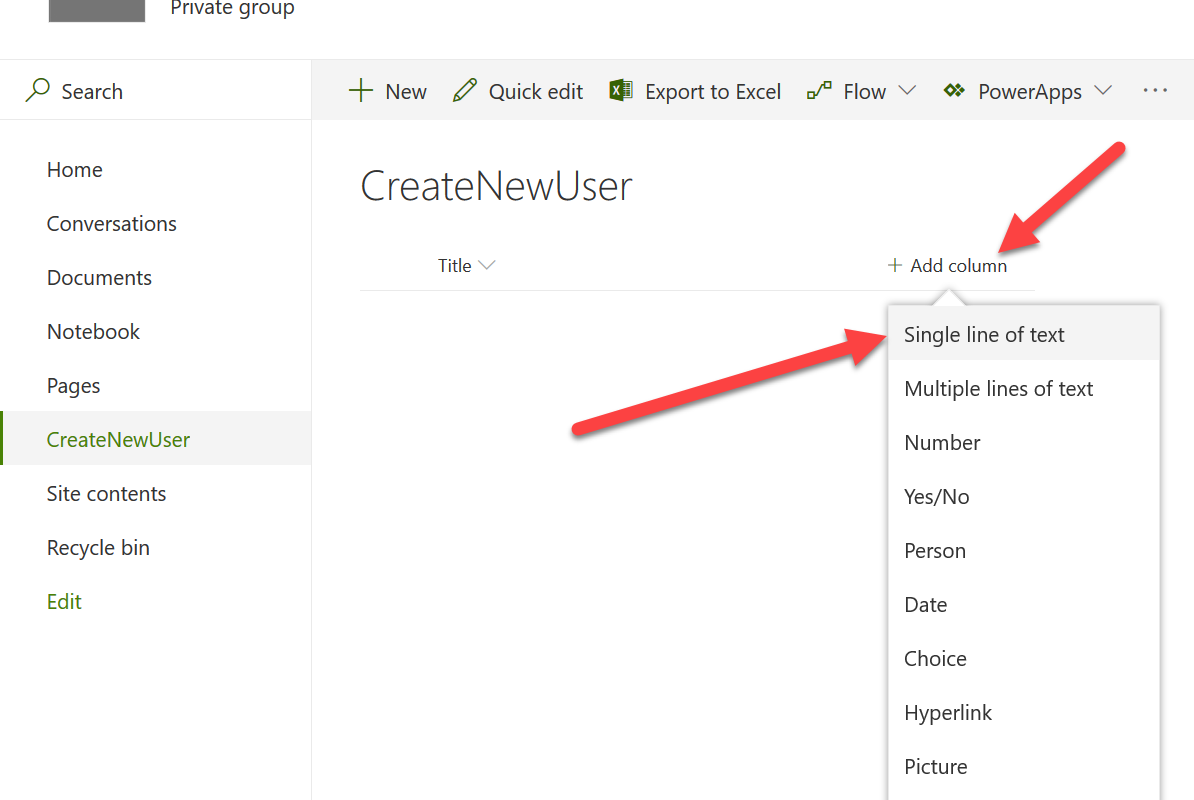 Private group
Search
New
Quick edit
Export to Excel
Flow
PowerApps
Home
Conversations
Documents
Notebook
Pages
CreateNewUser
Site contents
Recycle bin
Edit
CreateNewUser
Title
Add column
Single line of text
Multiple lines of text
Number
Yes/No
Person
Date
Choice
Hyperlink
Picture